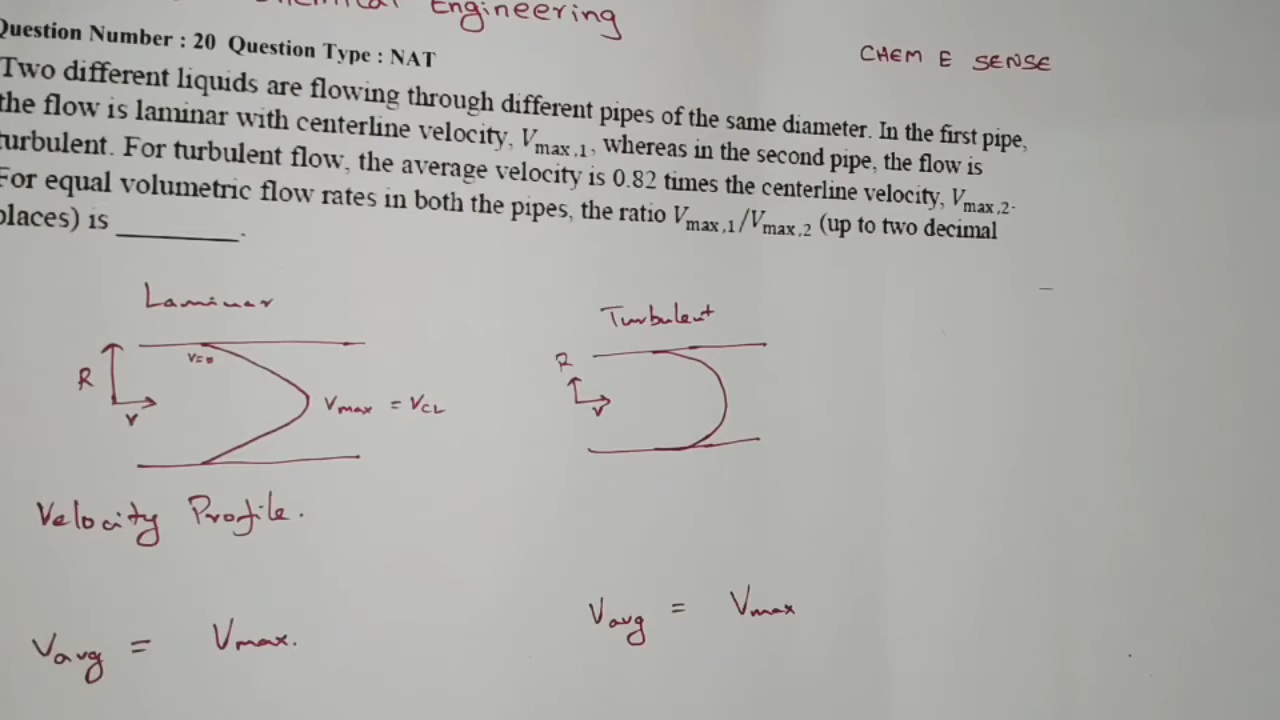 Engineering
CHEM E SENSE
Question Number : 20 Question Type : NAT
Two different liquids are flowing through different pipes of the same diameter. In the first pipe,
the flow is laminar with centerline velocity, Vmax,1, whereas in the second pipe, the flow is
turbulent. For turbulent flow, the average velocity is 0.82 times the centerline velocity, Vmax,2.
For equal volumetric flow rates in both the pipes, the ratio Vmax,1/Vmax,2 (up to two decimal
places) is ________.
Laminar
Turbulent
V=0
R
V
Vmax = VCL
R
V
Velocity Profile.
Vavg = Vmax.
Vavg = Vmax